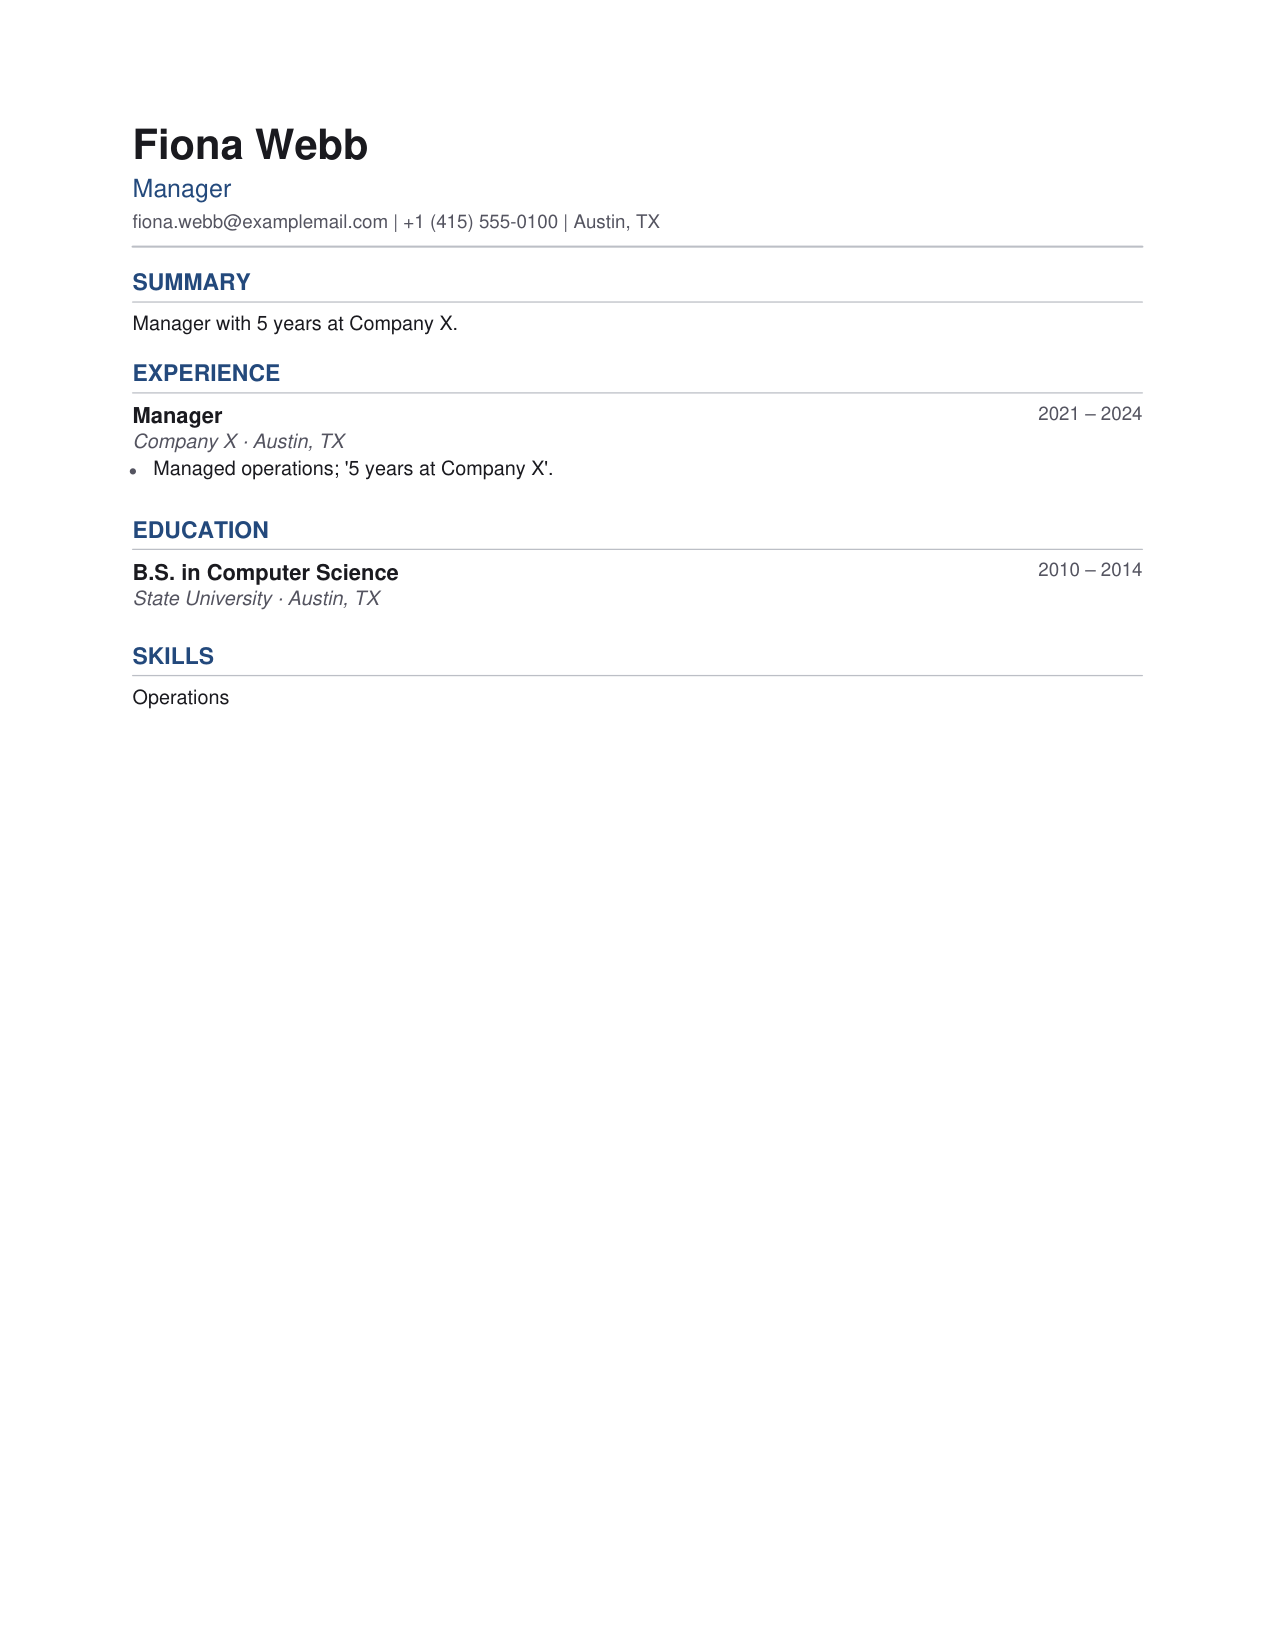 Fiona Webb
Manager
fiona.webb@examplemail.com | +1 (415) 555-0100 | Austin, TX
SUMMARY
Manager with 5 years at Company X.
EXPERIENCE
Manager 2021 – 2024
Company X · Austin, TX
• Managed operations; '5 years at Company X'.
EDUCATION
B.S. in Computer Science 2010 – 2014
State University · Austin, TX
SKILLS
Operations